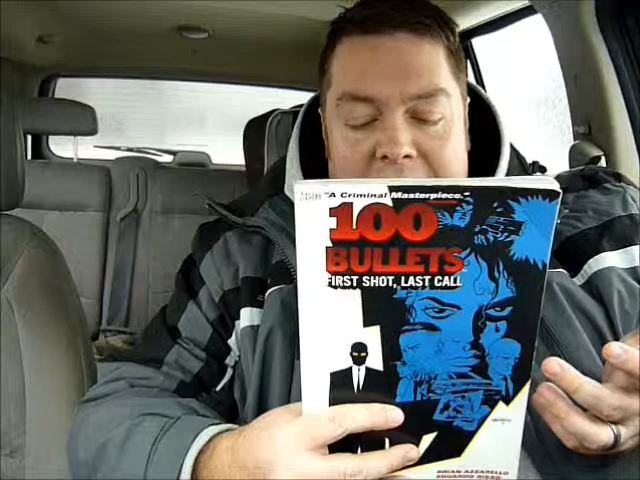 "A Criminal Masterpiece."
100
BULLETS
FIRST SHOT, LAST CALL
BRIAN AZZARELLO
EDUARDO RISSO